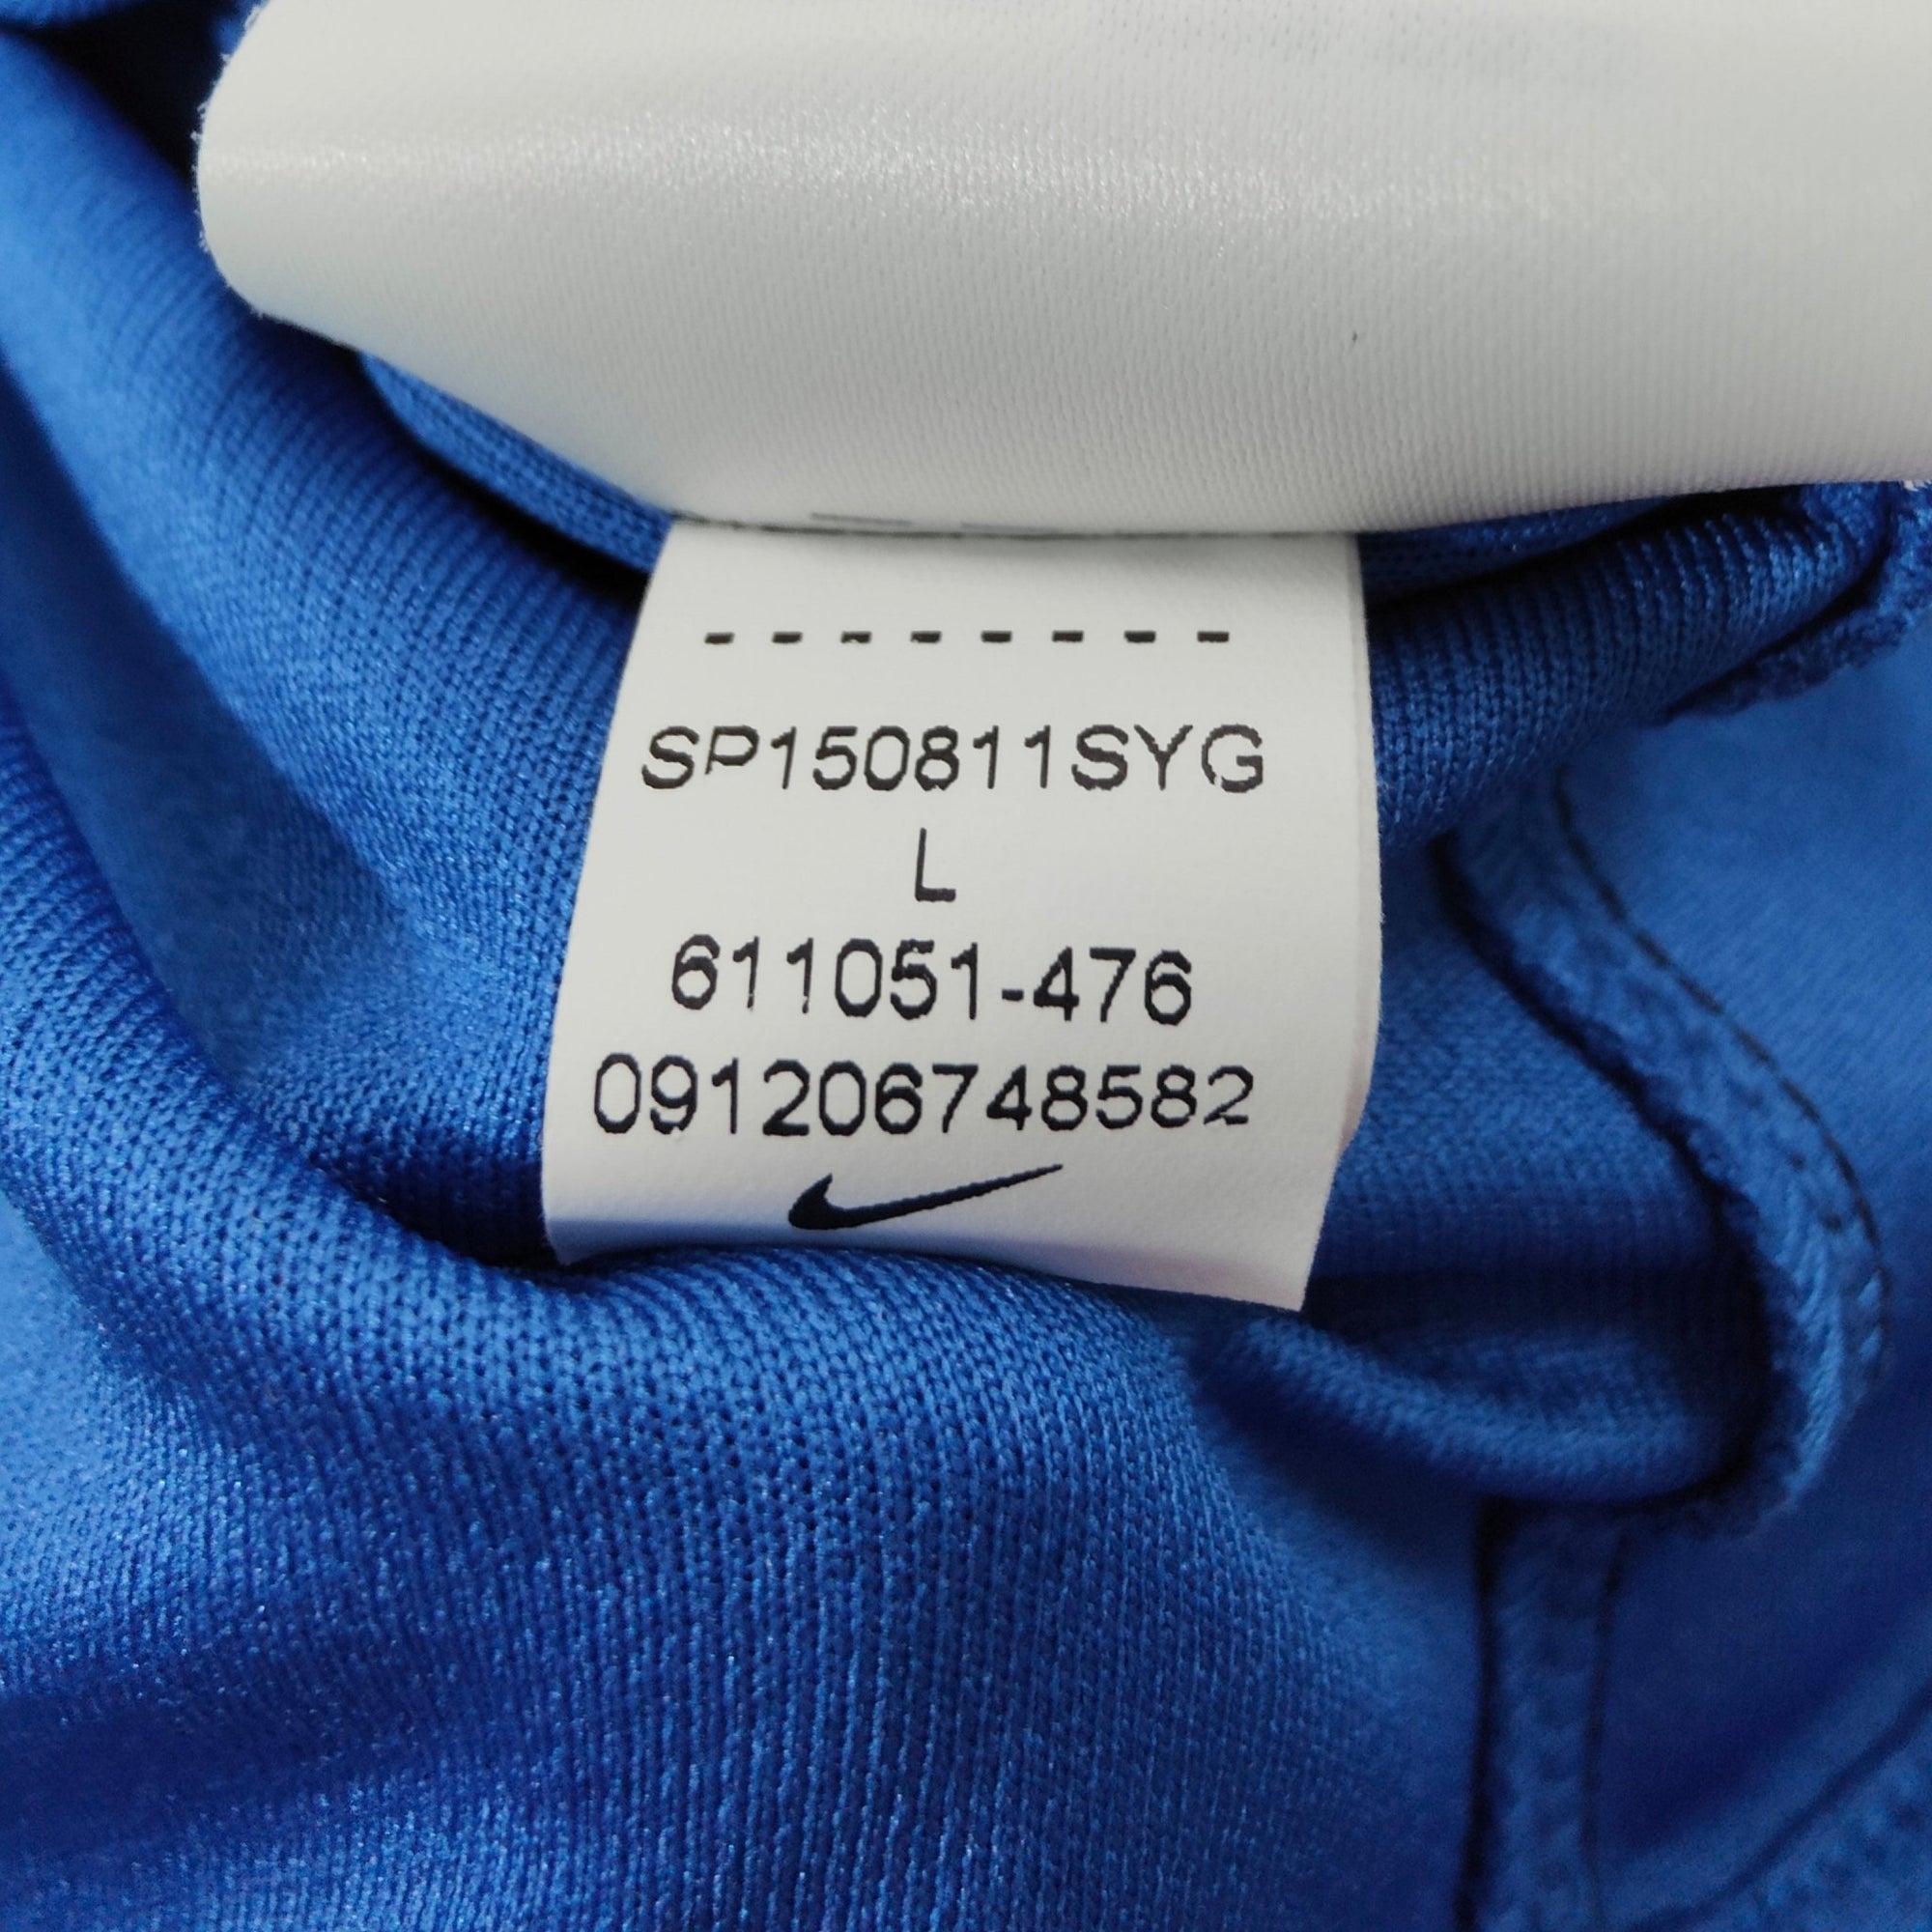 - - - - - - - -
SP150811SYG
L
611051-476
091206748582